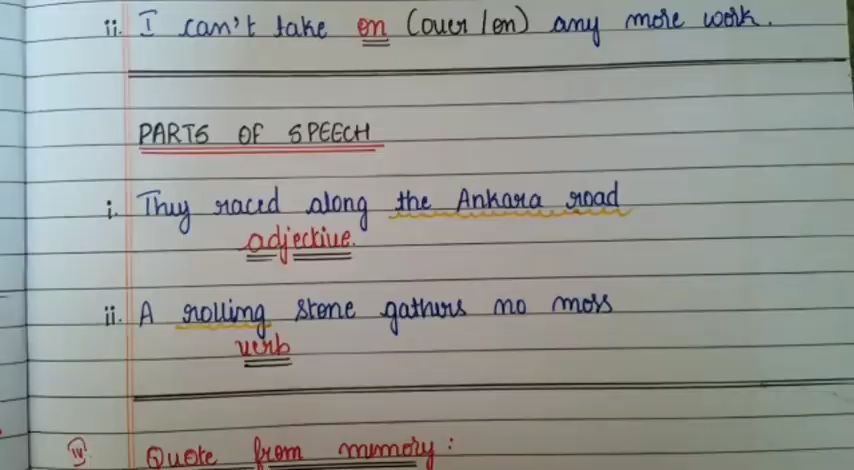 ii. I can't take on (over/on) any more work.
PARTS OF SPEECH
i. They raced along the Ankara road
adjective.
ii. A rolling stone gathers no moss
verb
iv Quote from memory: